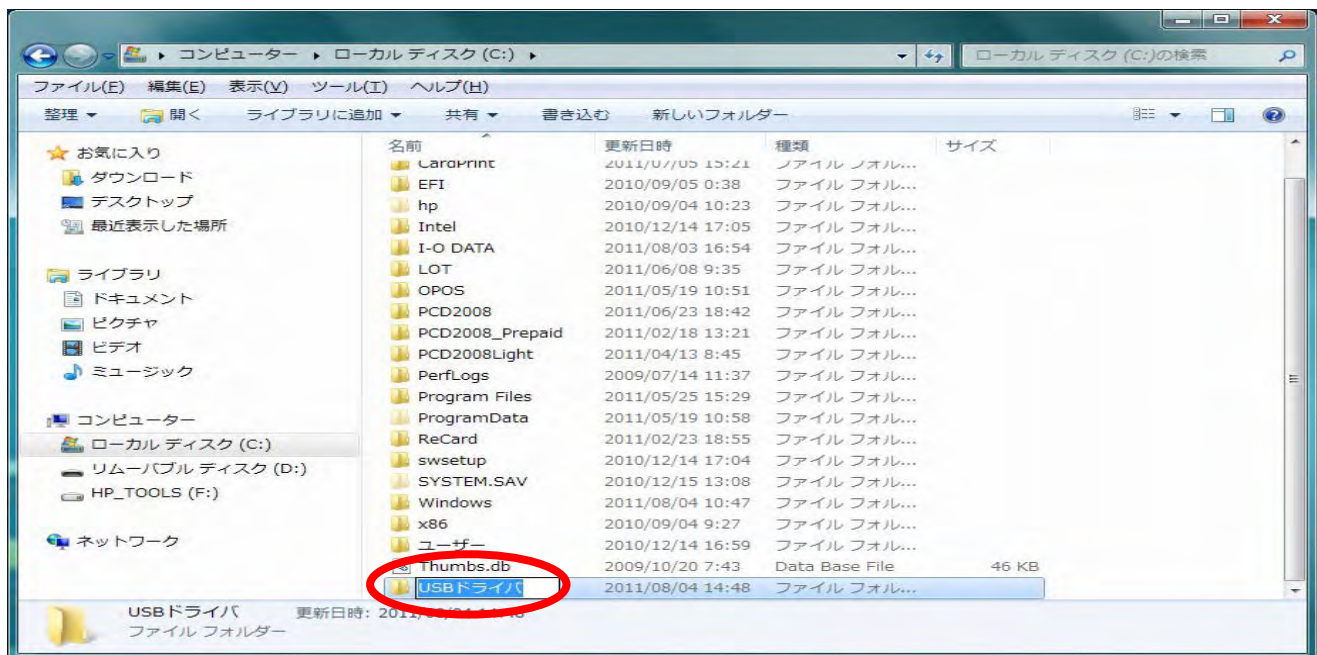 コンピューター ▸ ローカル ディスク (C:) ▸ ローカル ディスク (C:)の検索
ファイル(F) 編集(E) 表示(V) ツール(T) ヘルプ(H)
整理 開く ライブラリに追加 共有 書き込む 新しいフォルダー
お気に入り
ダウンロード
デスクトップ
最近表示した場所
ライブラリ
ドキュメント
ピクチャ
ビデオ
ミュージック
コンピューター
ローカル ディスク (C:)
リムーバブル ディスク (D:)
HP_TOOLS (F:)
ネットワーク
名前 更新日時 種類 サイズ
CardPrint 2011/07/05 15:21 ファイル フォル...
EFI 2010/09/05 0:38 ファイル フォル...
hp 2010/09/04 10:23 ファイル フォル...
Intel 2010/12/14 17:05 ファイル フォル...
I-O DATA 2011/08/03 16:54 ファイル フォル...
LOT 2011/06/08 9:35 ファイル フォル...
OPOS 2011/05/19 10:51 ファイル フォル...
PCD2008 2011/06/23 18:42 ファイル フォル...
PCD2008_Prepaid 2011/02/18 13:21 ファイル フォル...
PCD2008Light 2011/04/13 8:45 ファイル フォル...
PerfLogs 2009/07/14 11:37 ファイル フォル...
Program Files 2011/05/25 15:29 ファイル フォル...
ProgramData 2011/05/19 10:58 ファイル フォル...
ReCard 2011/02/23 18:55 ファイル フォル...
swsetup 2010/12/14 17:04 ファイル フォル...
SYSTEM.SAV 2010/12/15 13:08 ファイル フォル...
Windows 2011/08/04 10:47 ファイル フォル...
x86 2010/09/04 9:27 ファイル フォル...
ユーザー 2010/12/14 16:59 ファイル フォル...
Thumbs.db 2009/10/20 7:43 Data Base File 46 KB
USBドライバ 2011/08/04 14:48 ファイル フォル...
USBドライバ 更新日時:
ファイル フォルダー